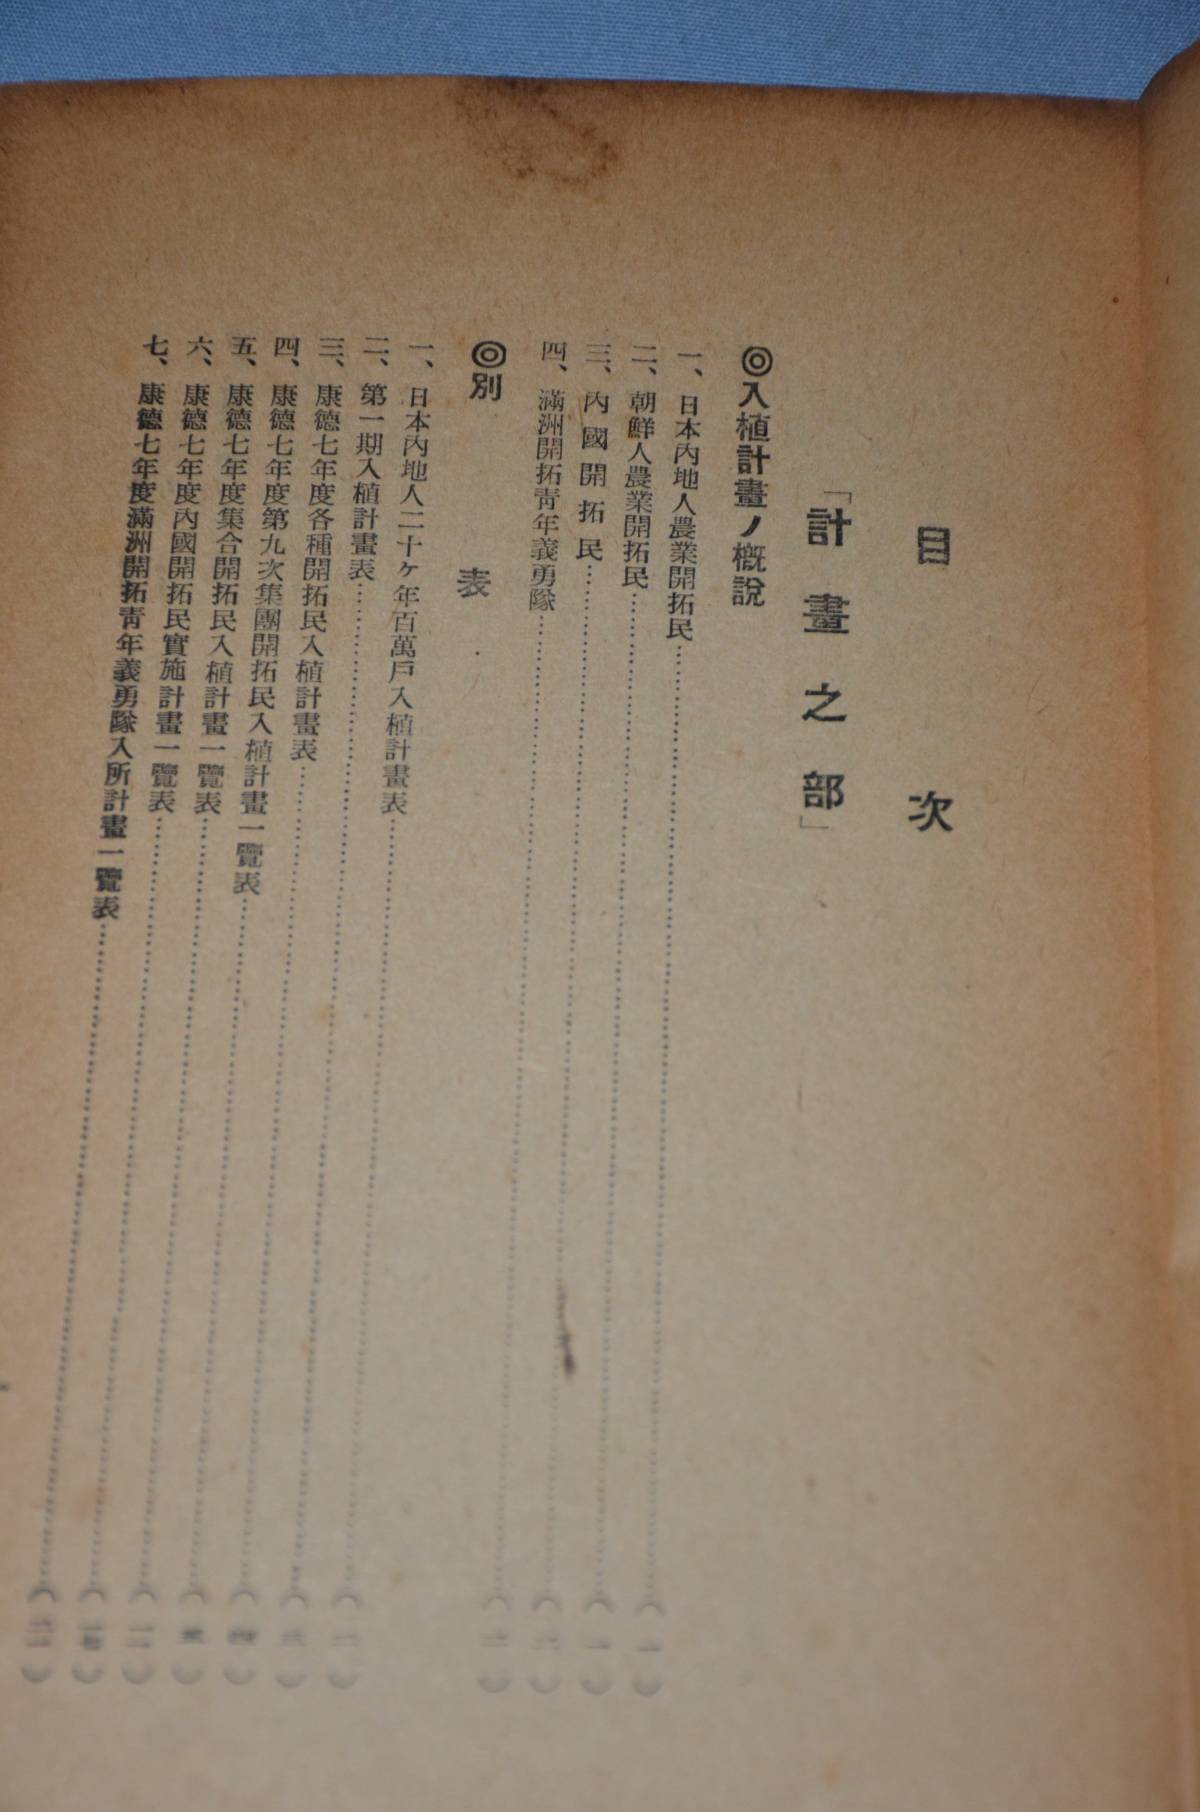 目次
「計畫之部」
◎入植計畫ノ概説
一、日本內地人農業開拓民……（一）
二、朝鮮人農業開拓民……（一）
三、內國開拓民……（二）
四、滿洲開拓靑年義勇隊……
◎別表
一、日本內地人二十ヶ年百萬戶入植計畫表……
二、第一期入植計畫表……
三、康德七年度各種開拓民入植計畫表……
四、康德七年度第九次集團開拓民入植計畫一覽表……
五、康德七年度集合開拓民入植計畫一覽表……
六、康德七年度內國開拓民實施計畫一覽表……
七、康德七年度滿洲開拓靑年義勇隊入所計畫一覽表……